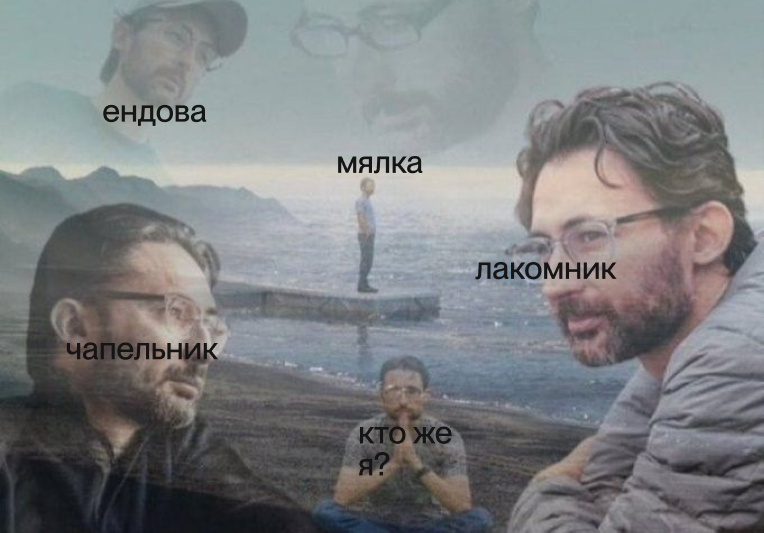 ендова
мялка
лакомник
чапельник
кто же
я?